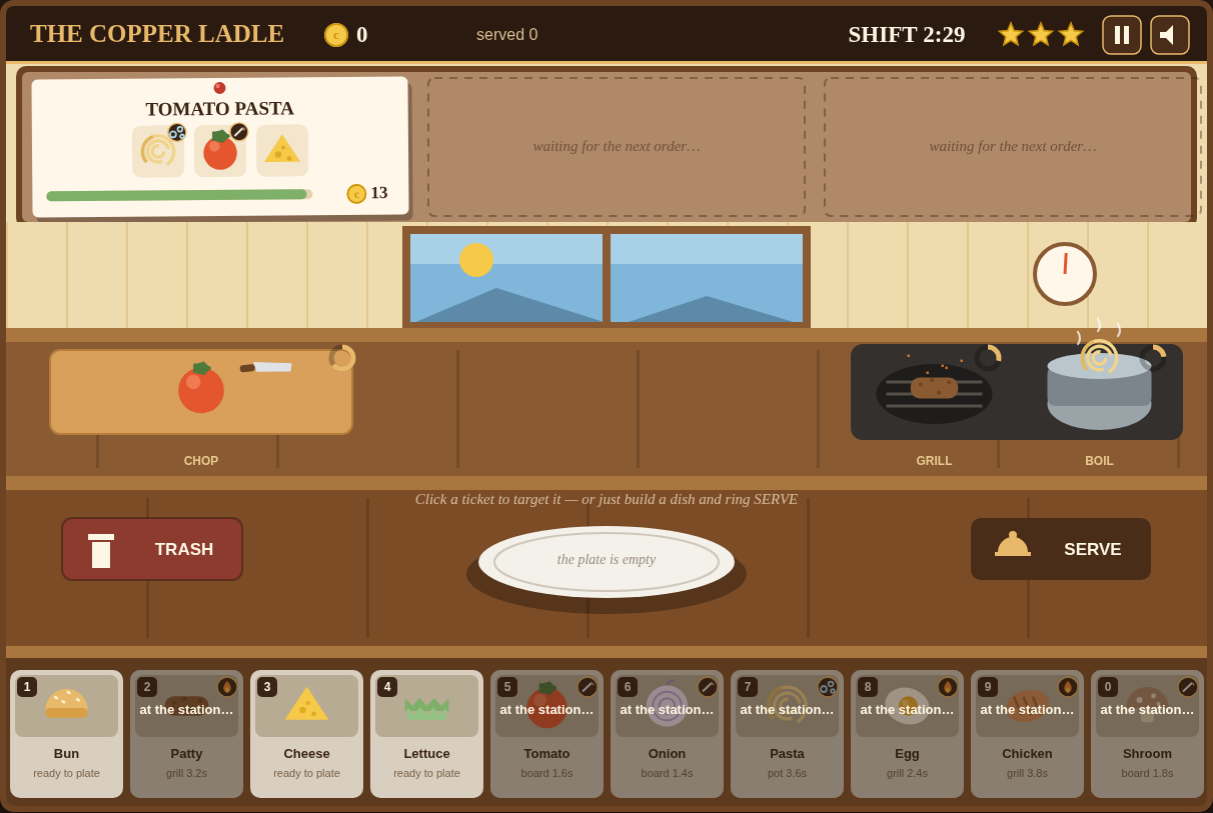 THE COPPER LADLE
0
served 0
SHIFT 2:29
TOMATO PASTA
c 13
waiting for the next order…
waiting for the next order…
CHOP
GRILL
BOIL
Click a ticket to target it — or just build a dish and ring SERVE
TRASH
the plate is empty
SERVE
1
Bun
ready to plate
2
at the station…
Patty
grill 3.2s
3
Cheese
ready to plate
4
Lettuce
ready to plate
5
at the station…
Tomato
board 1.6s
6
at the station…
Onion
board 1.4s
7
at the station…
Pasta
pot 3.6s
8
at the station…
Egg
grill 2.4s
9
at the station…
Chicken
grill 3.8s
0
at the station…
Shroom
board 1.8s